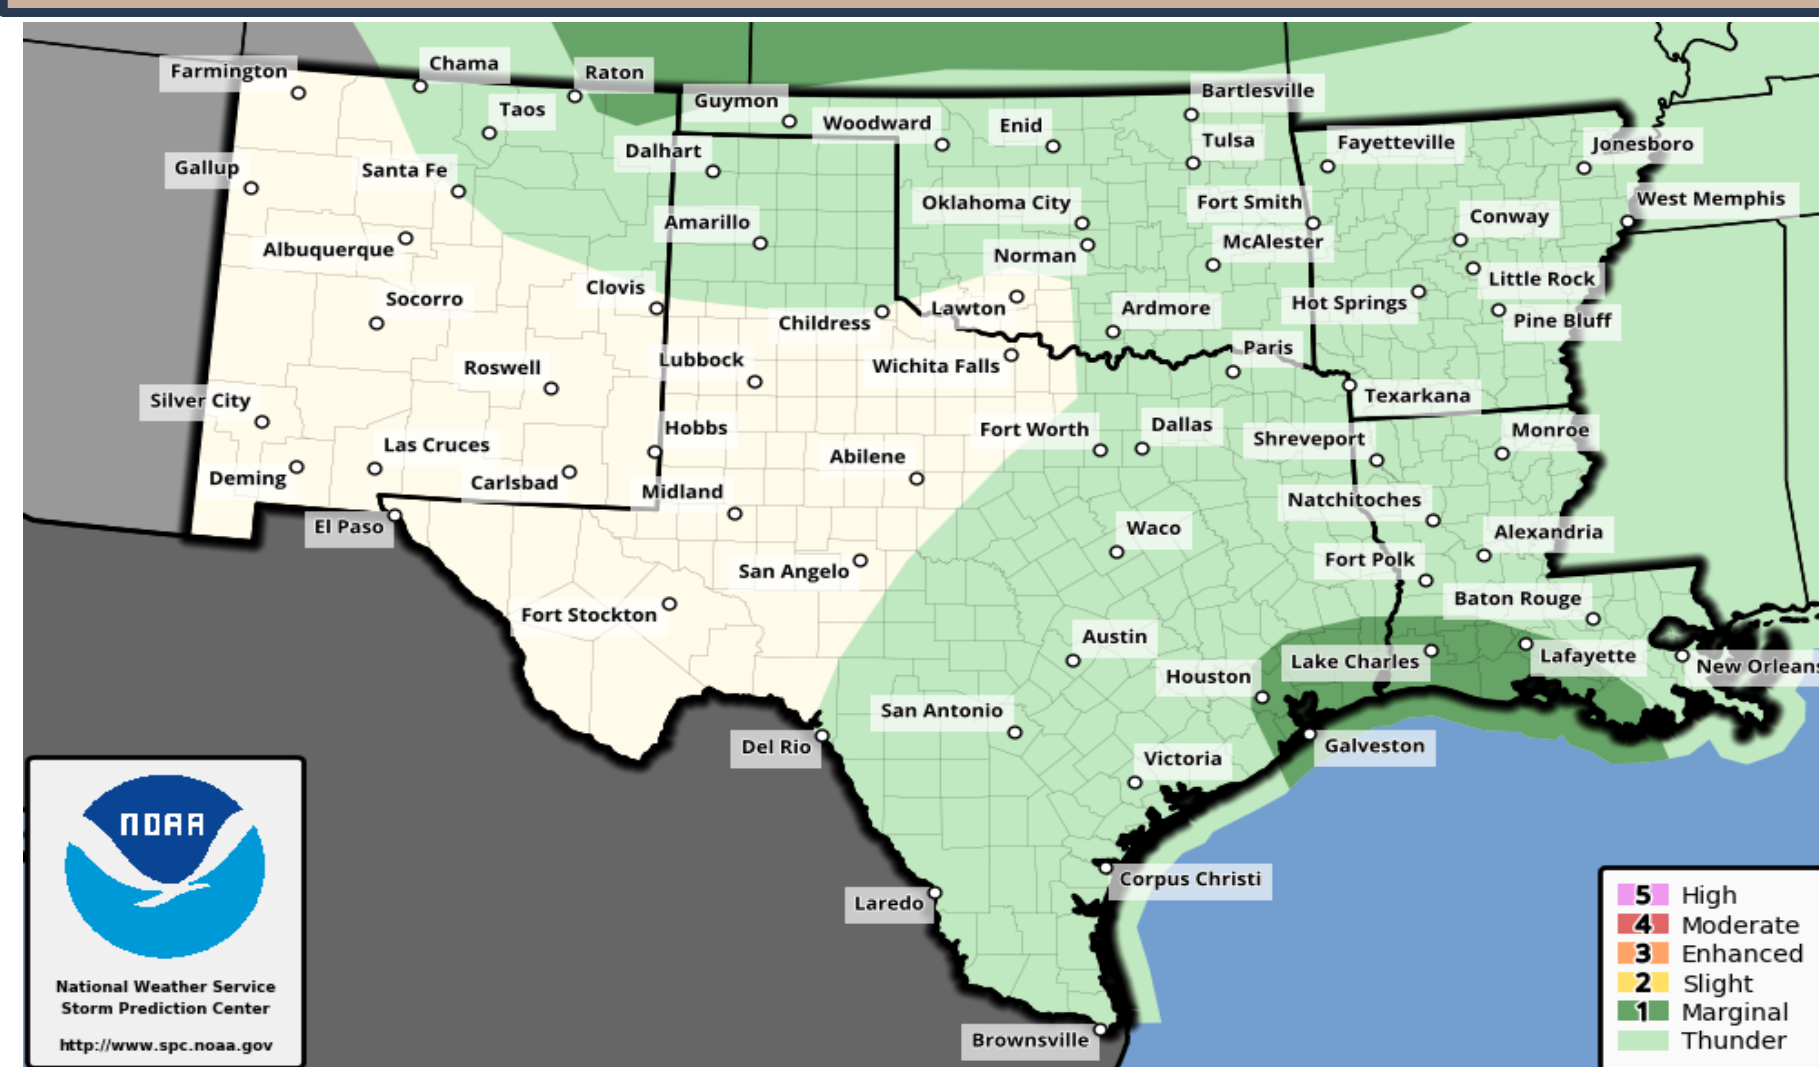 Farmington
Chama
Raton
Taos
Guymon
Woodward
Enid
Bartlesville
Tulsa
Fayetteville
Jonesboro
Dalhart
Gallup
Santa Fe
Oklahoma City
Fort Smith
West Memphis
Conway
Amarillo
Albuquerque
Norman
McAlester
Little Rock
Clovis
Socorro
Childress
Lawton
Ardmore
Hot Springs
Pine Bluff
Paris
Roswell
Lubbock
Wichita Falls
Texarkana
Silver City
Hobbs
Fort Worth
Dallas
Shreveport
Monroe
Las Cruces
Abilene
Deming
Carlsbad
Midland
Natchitoches
El Paso
Waco
Alexandria
San Angelo
Fort Polk
Fort Stockton
Baton Rouge
Austin
Lake Charles
Lafayette
New Orleans
Houston
San Antonio
Del Rio
Galveston
Victoria
Corpus Christi
Laredo
Brownsville
NOAA
National Weather Service
Storm Prediction Center
http://www.spc.noaa.gov
5 High
4 Moderate
3 Enhanced
2 Slight
1 Marginal
Thunder